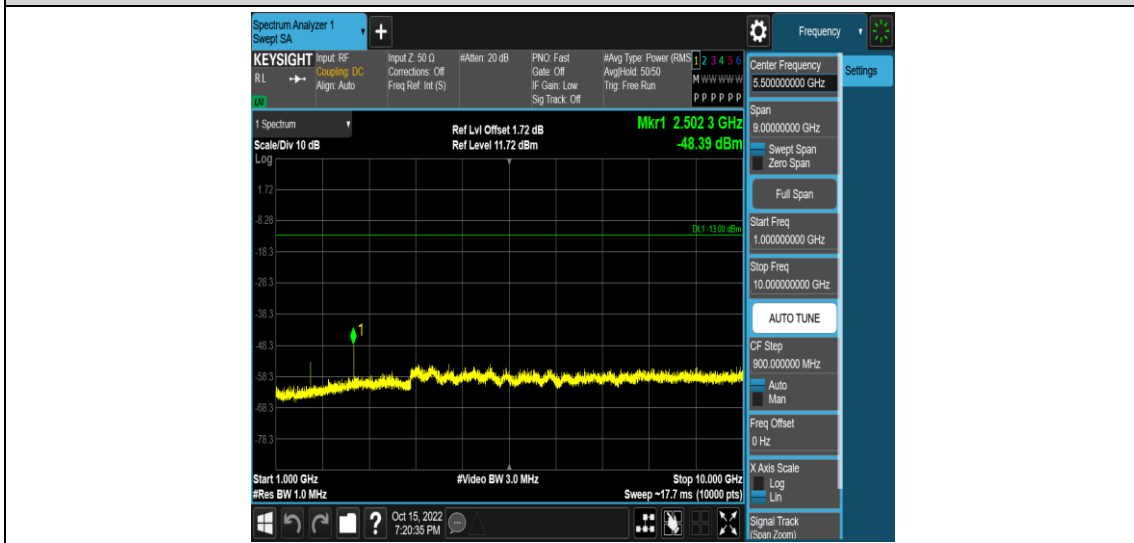 Spectrum Analyzer 1
Swept SA
+
Frequency
KEYSIGHT
RL
LXI
Input: RF
Coupling: DC
Align: Auto
Input Z: 50 Ω
Corrections: Off
Freq Ref: Int (S)
#Atten: 20 dB
PNO: Fast
Gate: Off
IF Gain: Low
Sig Track: Off
#Avg Type: Power (RMS
Avg|Hold: 50/50
Trig: Free Run
1 2 3 4 5 6
M W W W W W
P P P P P P
1 Spectrum
Scale/Div 10 dB
Ref Lvl Offset 1.72 dB
Ref Level 11.72 dBm
Mkr1 2.502 3 GHz
-48.39 dBm
Log
1.72
-8.28
-18.3
-28.3
-38.3
-48.3
-58.3
-68.3
-78.3
DL1 -13.00 dBm
1
Start 1.000 GHz
#Res BW 1.0 MHz
#Video BW 3.0 MHz
Stop 10.000 GHz
Sweep ~17.7 ms (10000 pts)
Center Frequency
5.500000000 GHz
Settings
Span
9.00000000 GHz
Swept Span
Zero Span
Full Span
Start Freq
1.000000000 GHz
Stop Freq
10.000000000 GHz
AUTO TUNE
CF Step
900.000000 MHz
Auto
Man
Freq Offset
0 Hz
X Axis Scale
Log
Lin
Signal Track
(Span Zoom)
?
Oct 15, 2022
7:20:35 PM